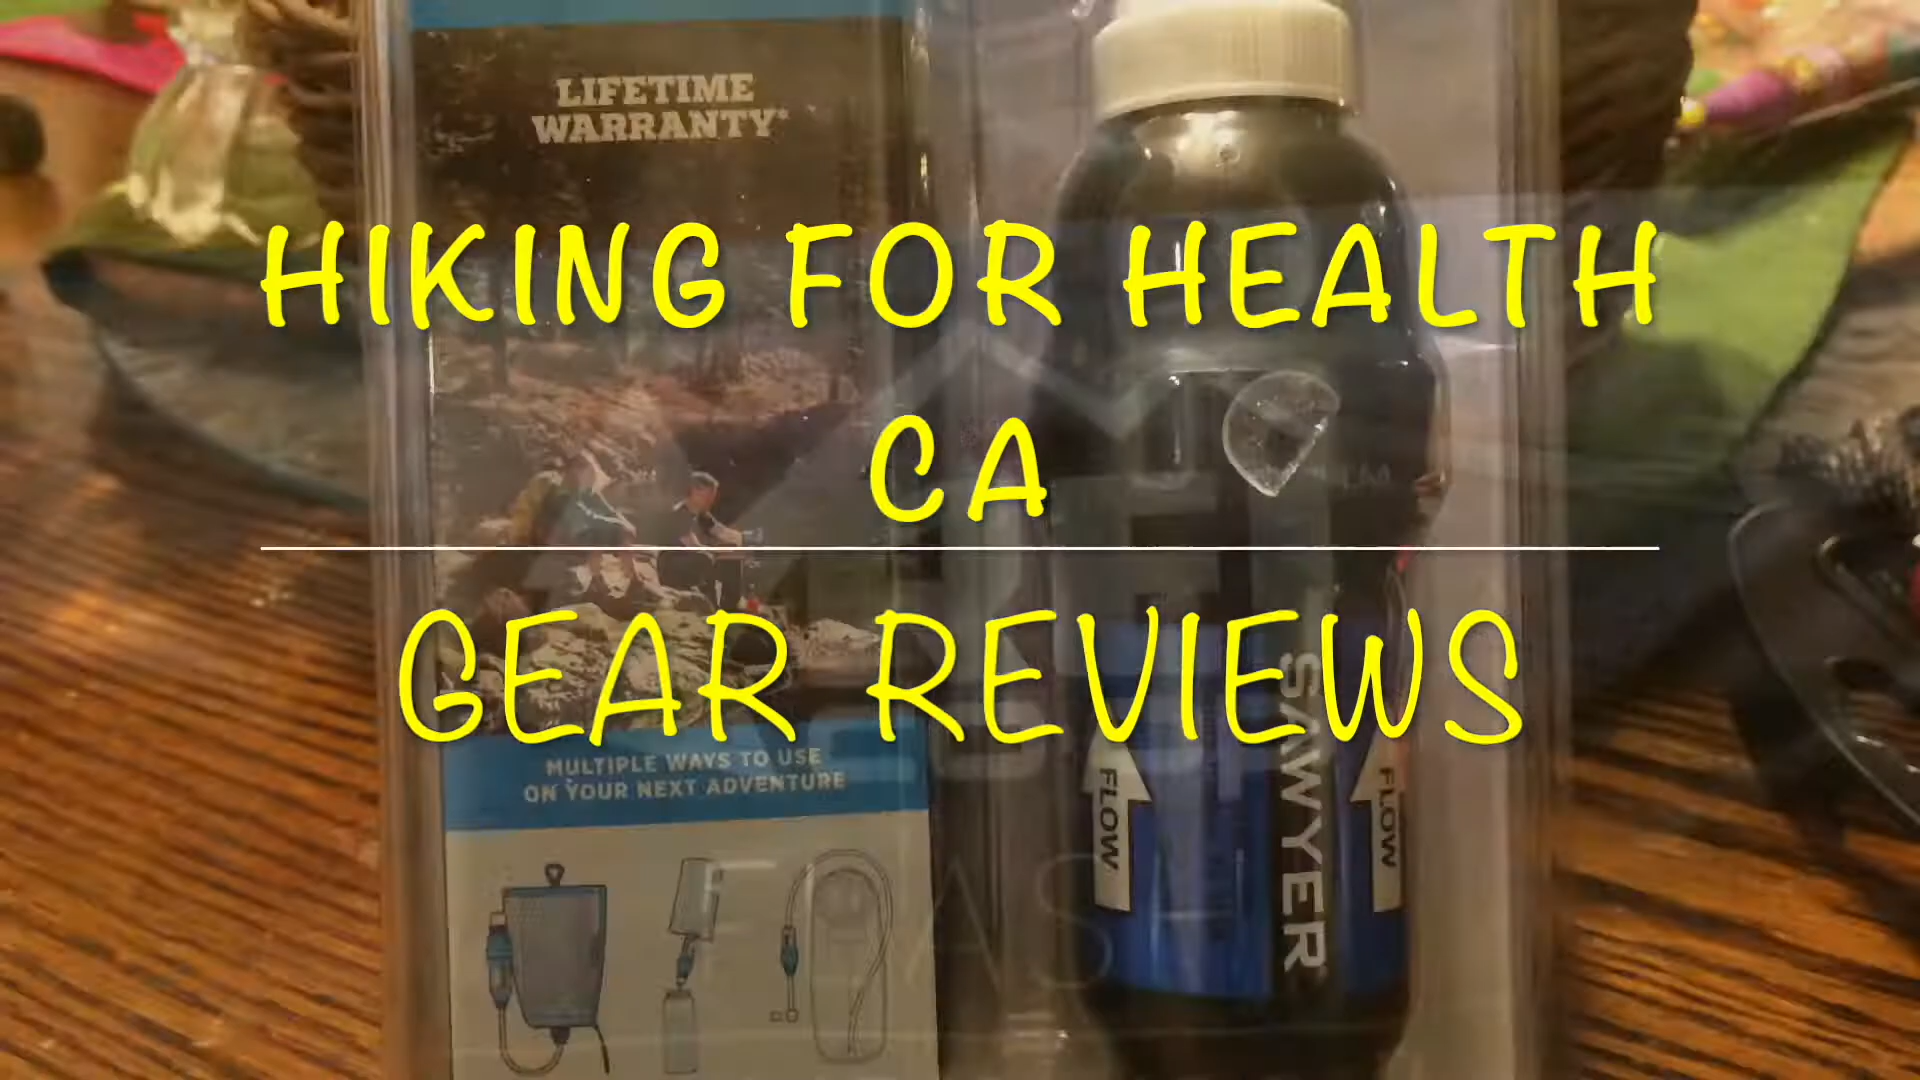 LIFETIME
WARRANTY*
HIKING FOR HEALTH
CA
GEAR REVIEWS
SAWYER
FLOW
FLOW
MULTIPLE WAYS TO USE
ON YOUR NEXT ADVENTURE